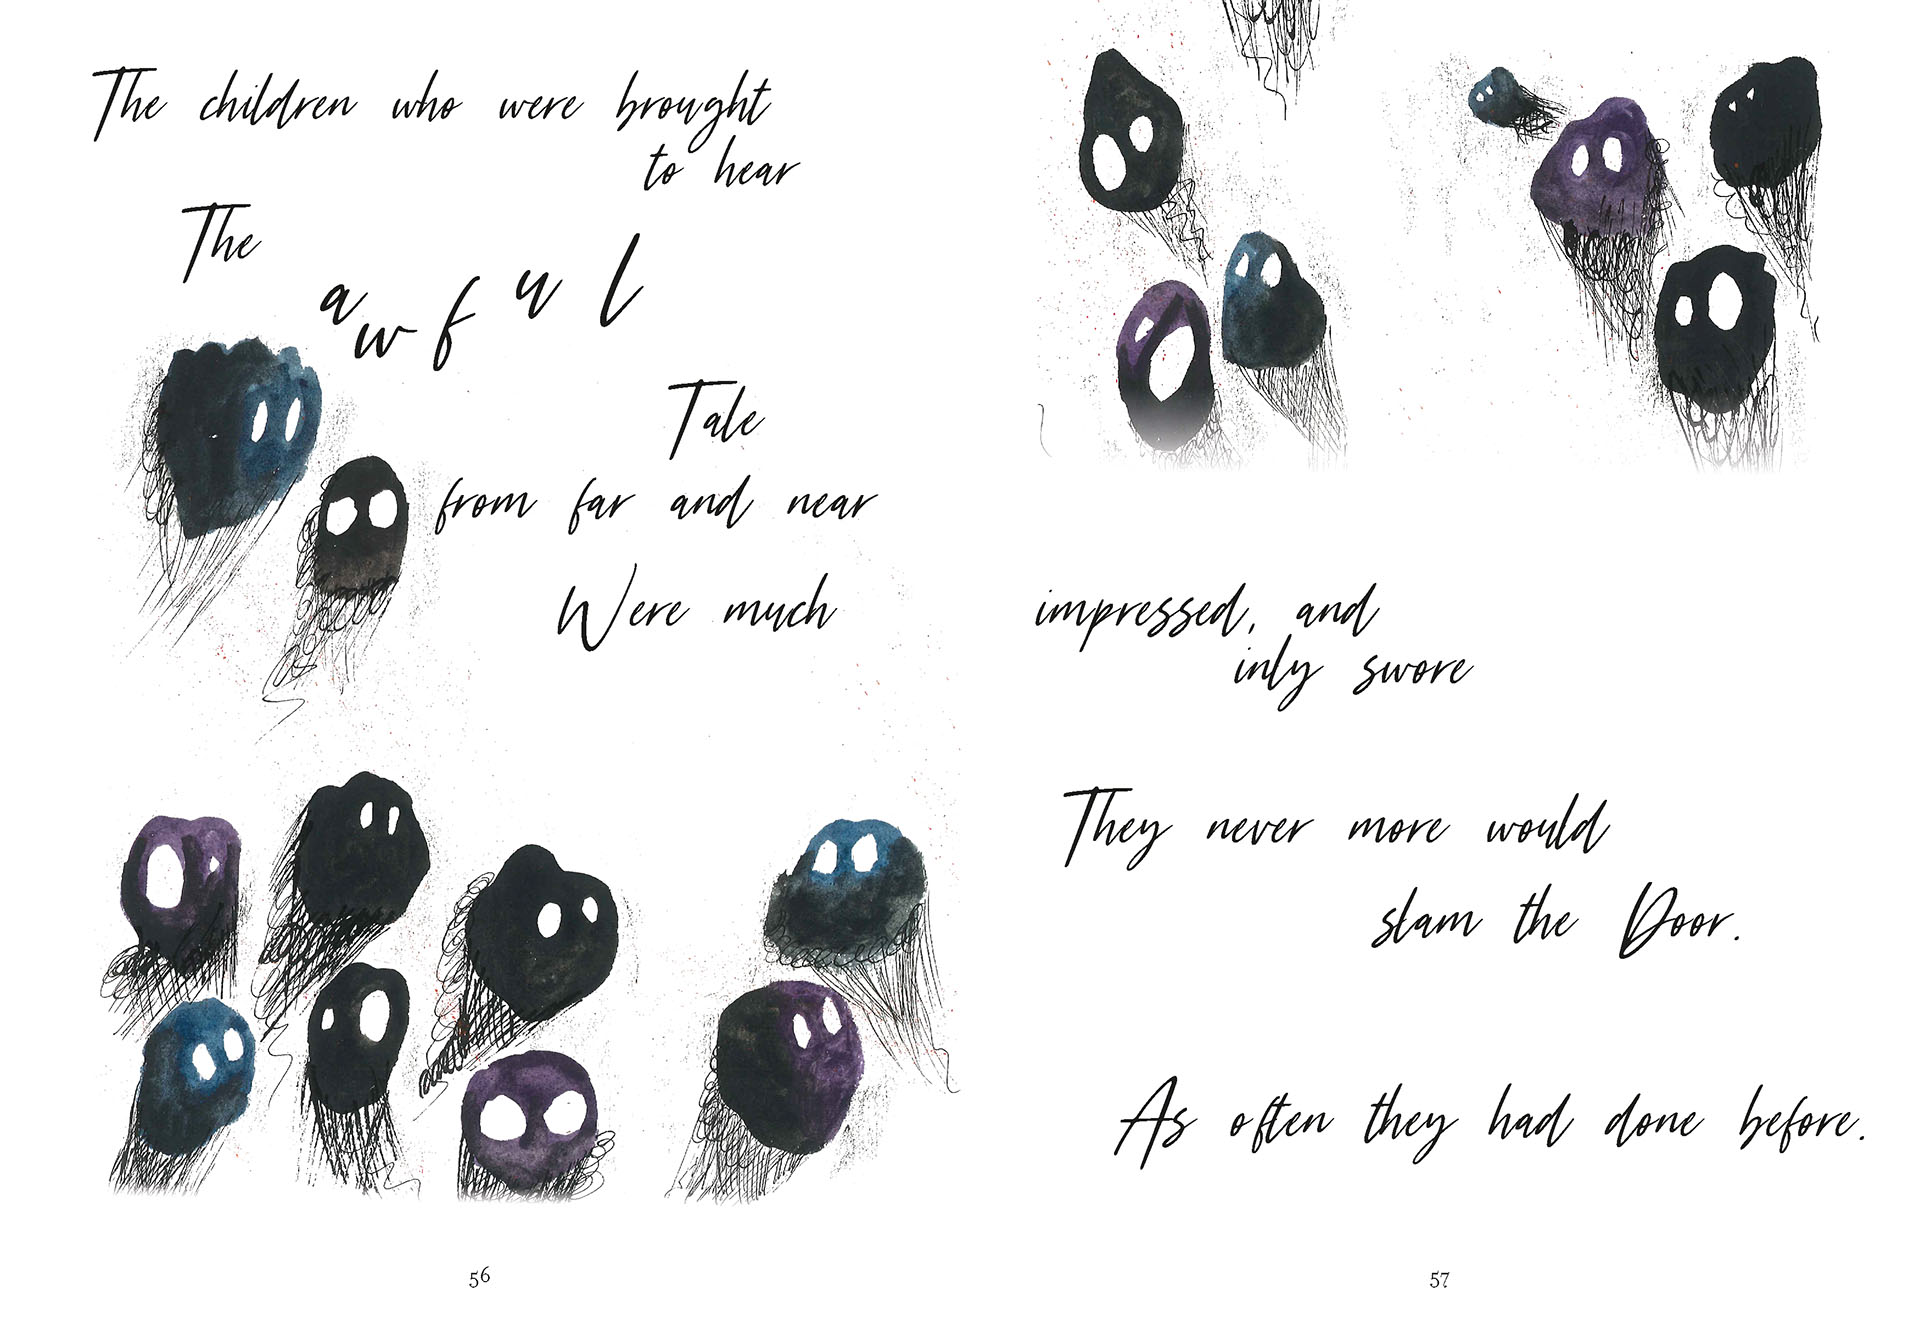 The children who were brought
to hear
The
awful
Tale
from far and near
Were much
56
impressed, and
inly swore
They never more would
slam the Door.
As often they had done before.
57